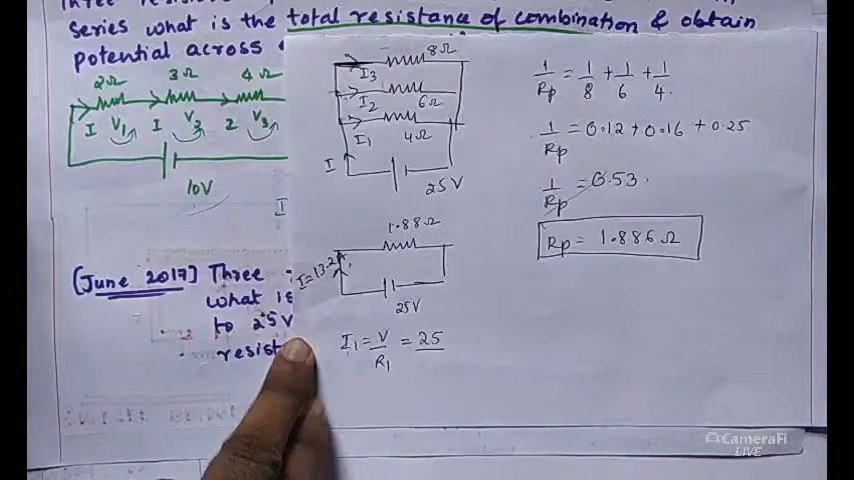 series what is the total resistance of combination & obtain
potential across
2Ω 3Ω 4Ω
I V1 I V2 I V3
10V
I
(June 2017) Three
what is
to 25V
resist
8Ω
I3
I2
6Ω
I1
4Ω
I
25V
1.88Ω
I=13.2A
25V
I1 = V/R1 = 25
1/Rp = 1/8 + 1/6 + 1/4.
1/Rp = 0.12 + 0.16 + 0.25
1/Rp = 0.53.
Rp = 1.886 Ω
CameraFi
LIVE